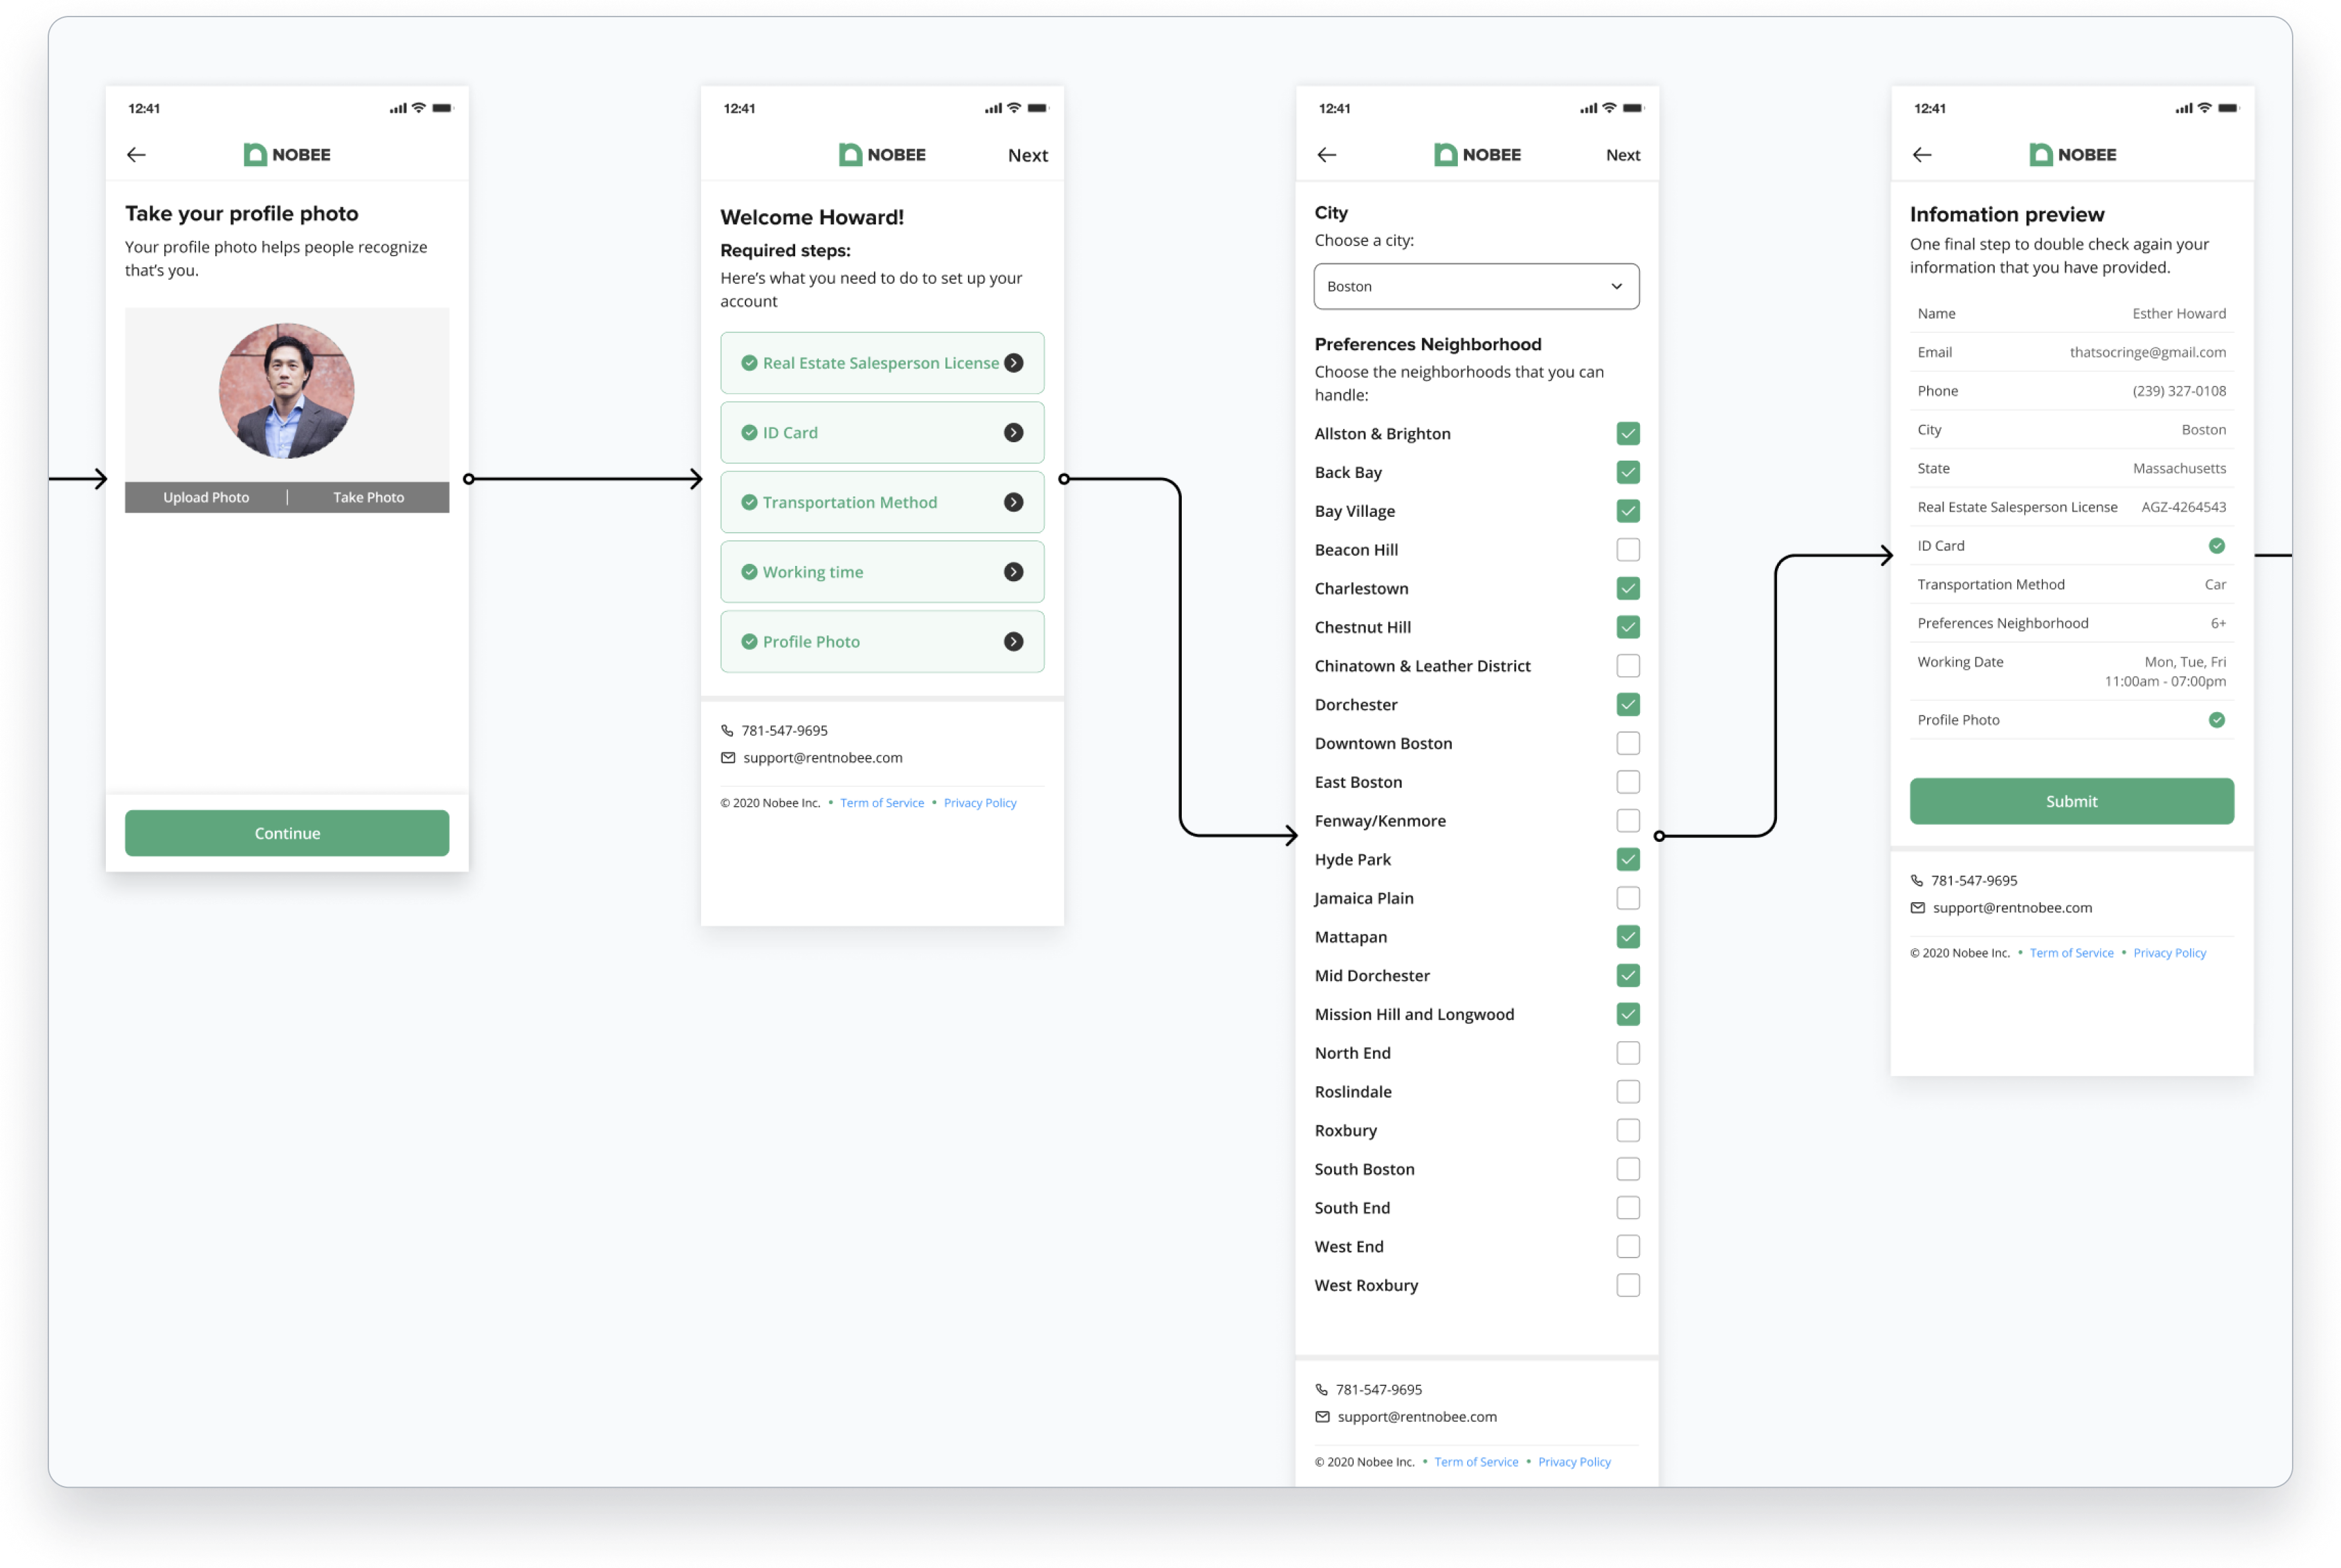 12:41
NOBEE
Take your profile photo
Your profile photo helps people recognize
that's you.
Upload Photo | Take Photo
Continue
12:41
NOBEE Next
Welcome Howard!
Required steps:
Here's what you need to do to set up your
account
Real Estate Salesperson License
ID Card
Transportation Method
Working time
Profile Photo
781-547-9695
support@rentnobee.com
© 2020 Nobee Inc. • Term of Service • Privacy Policy
12:41
NOBEE Next
City
Choose a city:
Boston
Preferences Neighborhood
Choose the neighborhoods that you can
handle:
Allston & Brighton
Back Bay
Bay Village
Beacon Hill
Charlestown
Chestnut Hill
Chinatown & Leather District
Dorchester
Downtown Boston
East Boston
Fenway/Kenmore
Hyde Park
Jamaica Plain
Mattapan
Mid Dorchester
Mission Hill and Longwood
North End
Roslindale
Roxbury
South Boston
South End
West End
West Roxbury
781-547-9695
support@rentnobee.com
© 2020 Nobee Inc. • Term of Service • Privacy Policy
12:41
NOBEE
Infomation preview
One final step to double check again your
information that you have provided.
Name Esther Howard
Email thatsocringe@gmail.com
Phone (239) 327-0108
City Boston
State Massachusetts
Real Estate Salesperson License AGZ-4264543
ID Card
Transportation Method Car
Preferences Neighborhood 6+
Working Date Mon, Tue, Fri
11:00am - 07:00pm
Profile Photo
Submit
781-547-9695
support@rentnobee.com
© 2020 Nobee Inc. • Term of Service • Privacy Policy